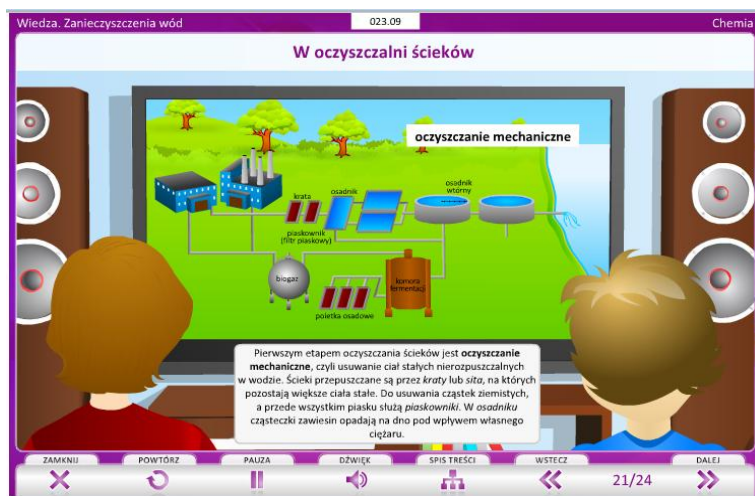 Wiedza. Zanieczyszczenia wód
023.09
Chemia
W oczyszczalni ścieków
oczyszczanie mechaniczne
krata
osadnik
osadnik
wtórny
piaskownik
(filtr piaskowy)
biogaz
komora
fermentacji
poletka osadowe
Pierwszym etapem oczyszczania ścieków jest oczyszczanie
mechaniczne, czyli usuwanie ciał stałych nierozpuszczalnych
w wodzie. Ścieki przepuszczane są przez kraty lub sita, na których
pozostają większe ciała stałe. Do usuwania cząstek ziemistych,
a przede wszystkim piasku służą piaskowniki. W osadniku
cząsteczki zawiesin opadają na dno pod wpływem własnego
ciężaru.
ZAMKNIJ
POWTÓRZ
PAUZA
DŹWIĘK
SPIS TREŚCI
WSTECZ
DALEJ
21/24